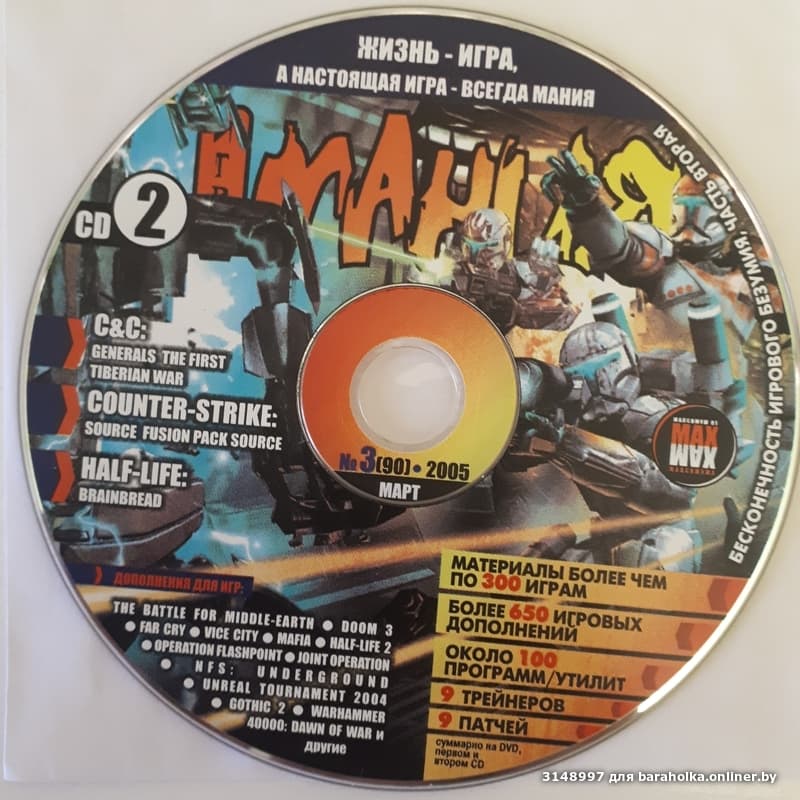 ЖИЗНЬ - ИГРА,
А НАСТОЯЩАЯ ИГРА - ВСЕГДА МАНИЯ
МАНИЯ
CD 2
БЕСКОНЕЧНОСТЬ ИГРОВОГО БЕЗУМИЯ, ЧАСТЬ ВТОРАЯ
C&C:
GENERALS THE FIRST
TIBERIAN WAR
COUNTER-STRIKE:
SOURCE FUSION PACK SOURCE
HALF-LIFE:
BRAINBREAD
MAX
№ 3(90) • 2005
МАРТ
ДОПОЛНЕНИЯ ДЛЯ ИГР:
THE BATTLE FOR MIDDLE-EARTH ● DOOM 3
● FAR CRY ● VICE CITY ● MAFIA ● HALF-LIFE 2
● OPERATION FLASHPOINT ● JOINT OPERATION
● NFS: UNDERGROUND
● UNREAL TOURNAMENT 2004
● GOTHIC 2 ● WARHAMMER
40000: DAWN OF WAR и
другие
МАТЕРИАЛЫ БОЛЕЕ ЧЕМ
ПО 300 ИГРАМ
БОЛЕЕ 650 ИГРОВЫХ
ДОПОЛНЕНИЙ
ОКОЛО 100
ПРОГРАММ/УТИЛИТ
9 ТРЕЙНЕРОВ
9 ПАТЧЕЙ
суммарно на DVD,
первом и
втором CD
3148997 для baraholka.onliner.by